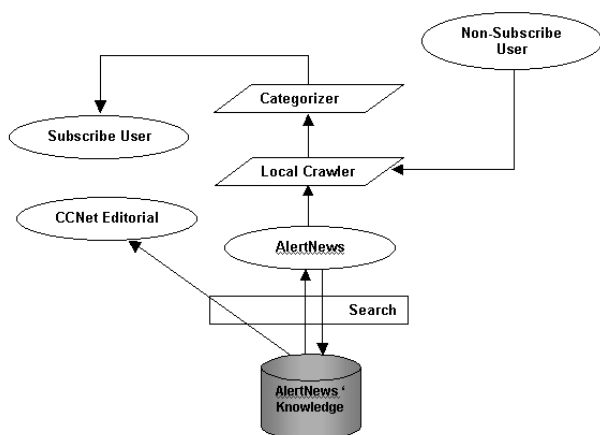 Non-Subscribe
User
Categorizer
Subscribe User
Local Crawler
CCNet Editorial
AlertNews
Search
AlertNews ‘
Knowledge